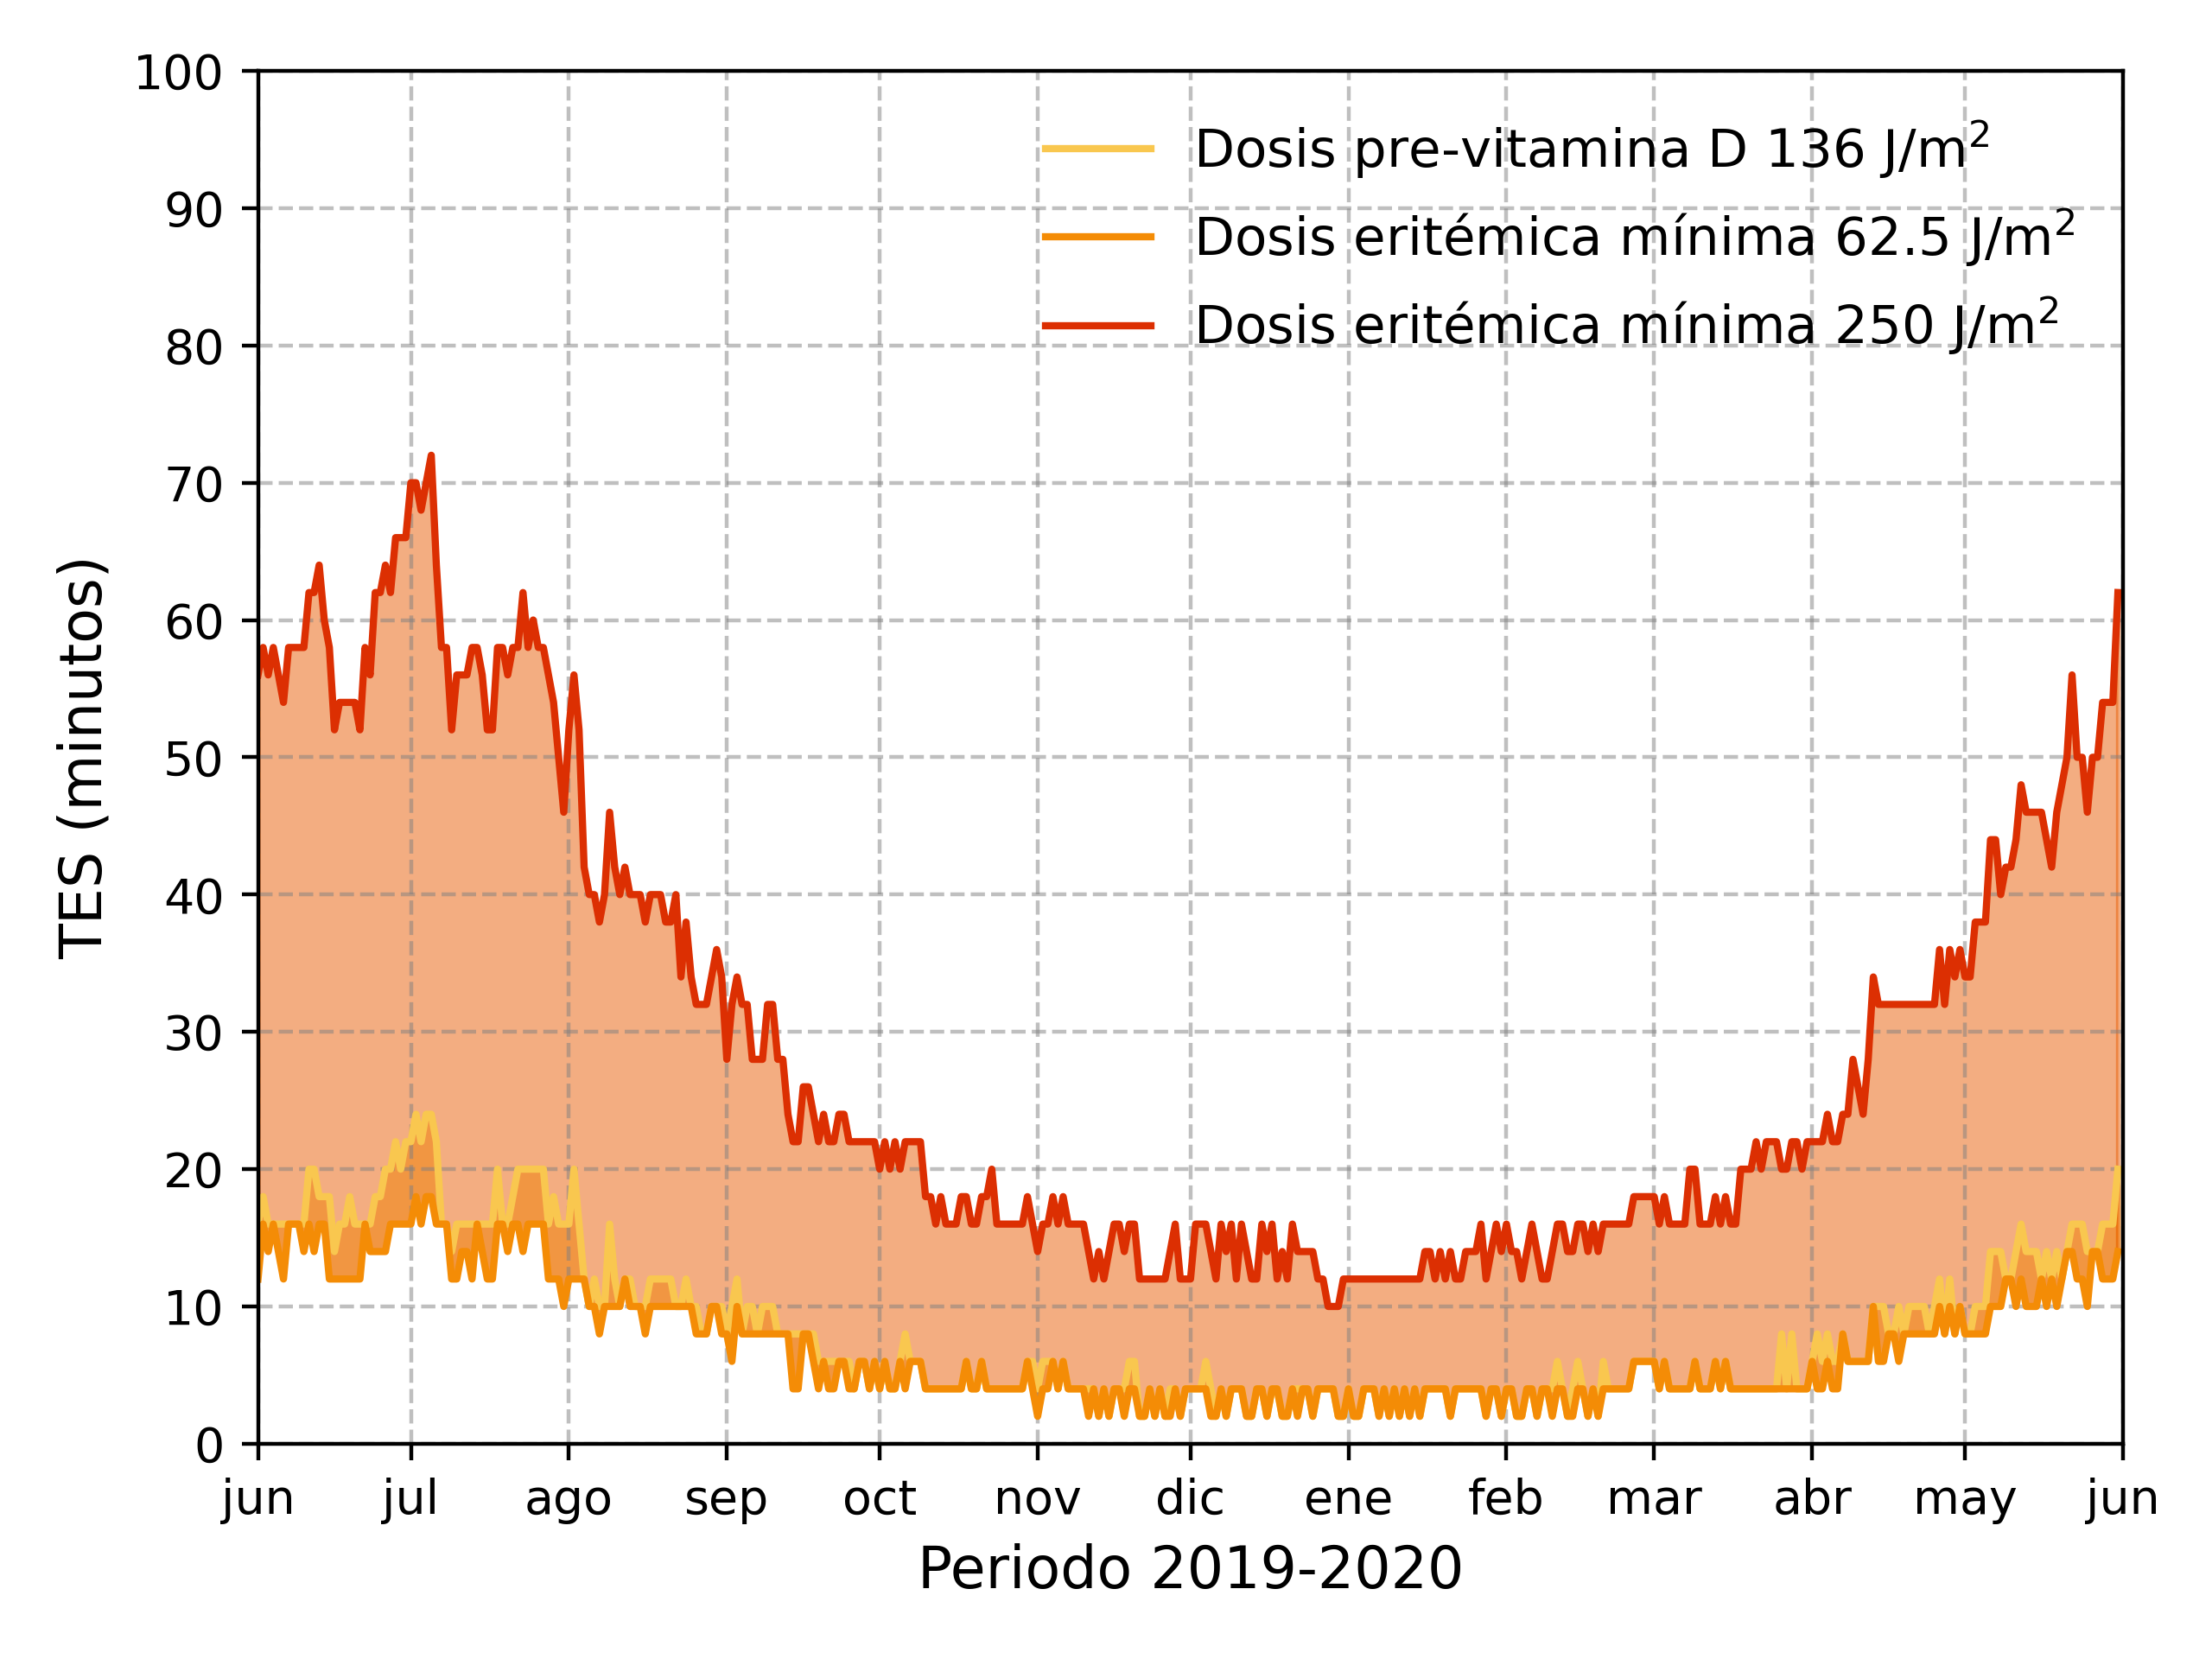 100
90
80
70
60
50
40
30
20
10
0
TES (minutos)
Dosis pre-vitamina D 136 J/m²
Dosis eritémica mínima 62.5 J/m²
Dosis eritémica mínima 250 J/m²
jun jul ago sep oct nov dic ene feb mar abr may jun
Periodo 2019-2020